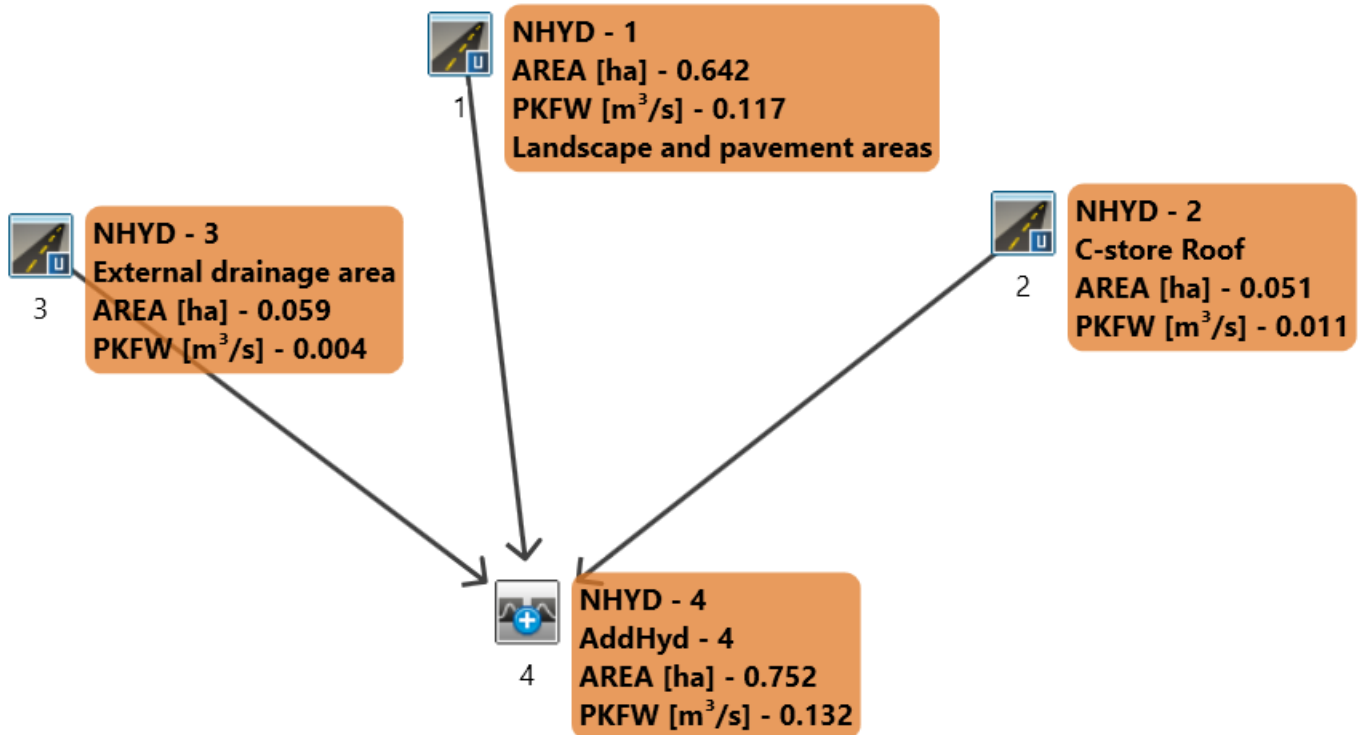 NHYD - 1
AREA [ha] - 0.642
PKFW [m³/s] - 0.117
Landscape and pavement areas
U
1
NHYD - 3
External drainage area
AREA [ha] - 0.059
PKFW [m³/s] - 0.004
U
3
NHYD - 2
C-store Roof
AREA [ha] - 0.051
PKFW [m³/s] - 0.011
U
2
NHYD - 4
AddHyd - 4
AREA [ha] - 0.752
PKFW [m³/s] - 0.132
4